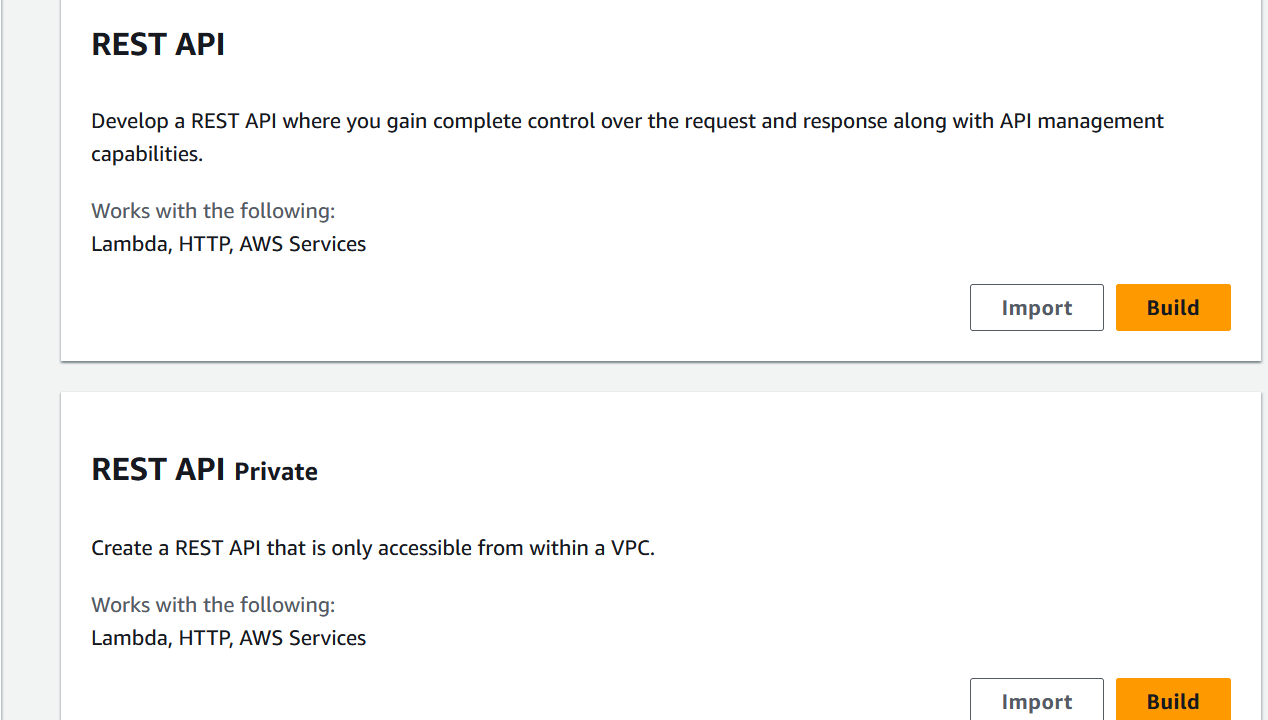 REST API
Develop a REST API where you gain complete control over the request and response along with API management
capabilities.
Works with the following:
Lambda, HTTP, AWS Services
Import Build
REST API Private
Create a REST API that is only accessible from within a VPC.
Works with the following:
Lambda, HTTP, AWS Services
Import Build